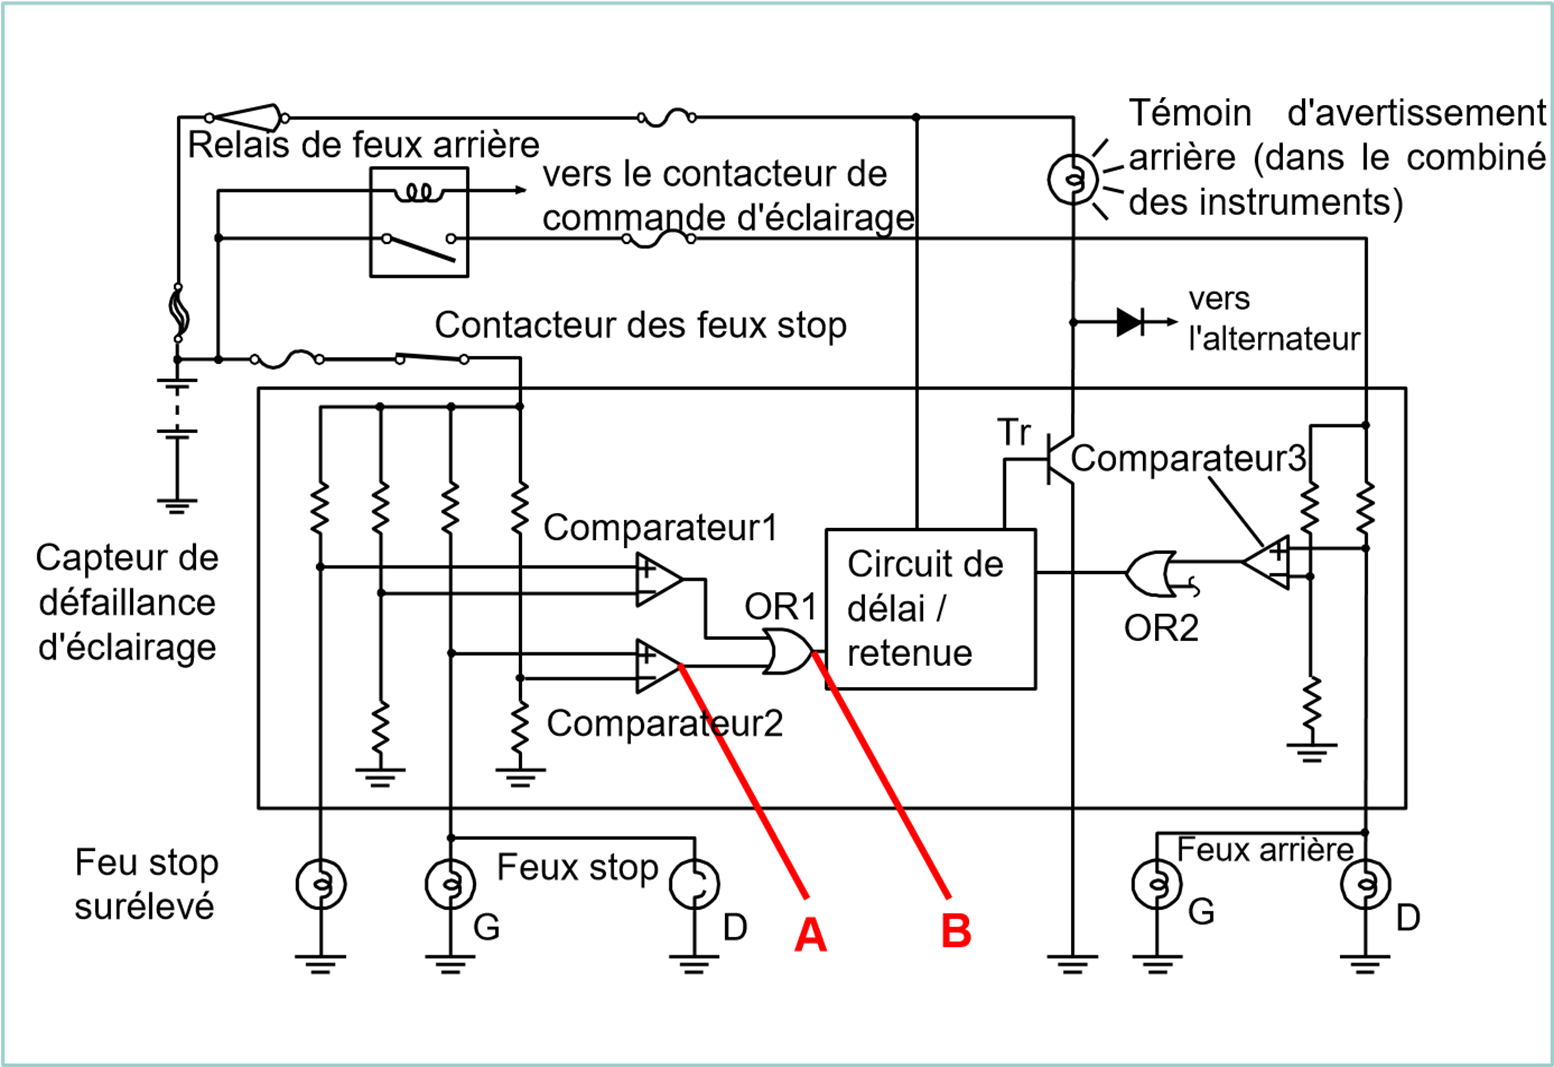 Relais de feux arrière
vers le contacteur de
commande d'éclairage
Témoin d'avertissement
arrière (dans le combiné
des instruments)
vers
l'alternateur
Contacteur des feux stop
Tr
Comparateur3
+
−
Capteur de
défaillance
d'éclairage
Comparateur1
+
−
OR1
Circuit de
délai /
retenue
OR2
+
−
Comparateur2
Feu stop
surélevé
Feux stop
G
D
A
B
Feux arrière
G
D